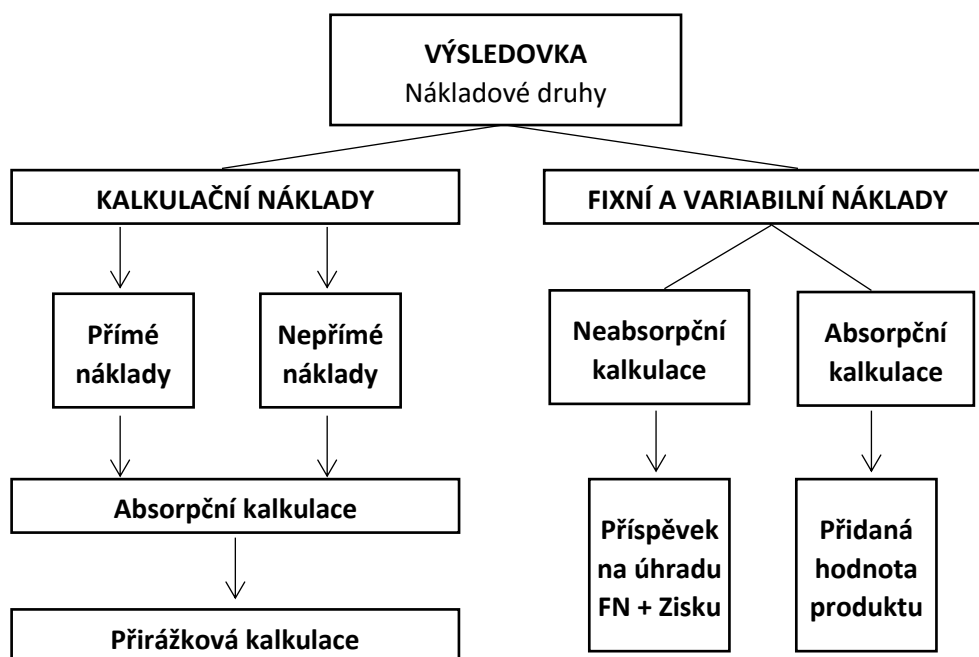 VÝSLEDOVKA
Nákladové druhy
KALKULAČNÍ NÁKLADY
FIXNÍ A VARIABILNÍ NÁKLADY
Přímé
náklady
Nepřímé
náklady
Neabsorpční
kalkulace
Absorpční
kalkulace
Absorpční kalkulace
Příspěvek
na úhradu
FN + Zisku
Přidaná
hodnota
produktu
Přirážková kalkulace